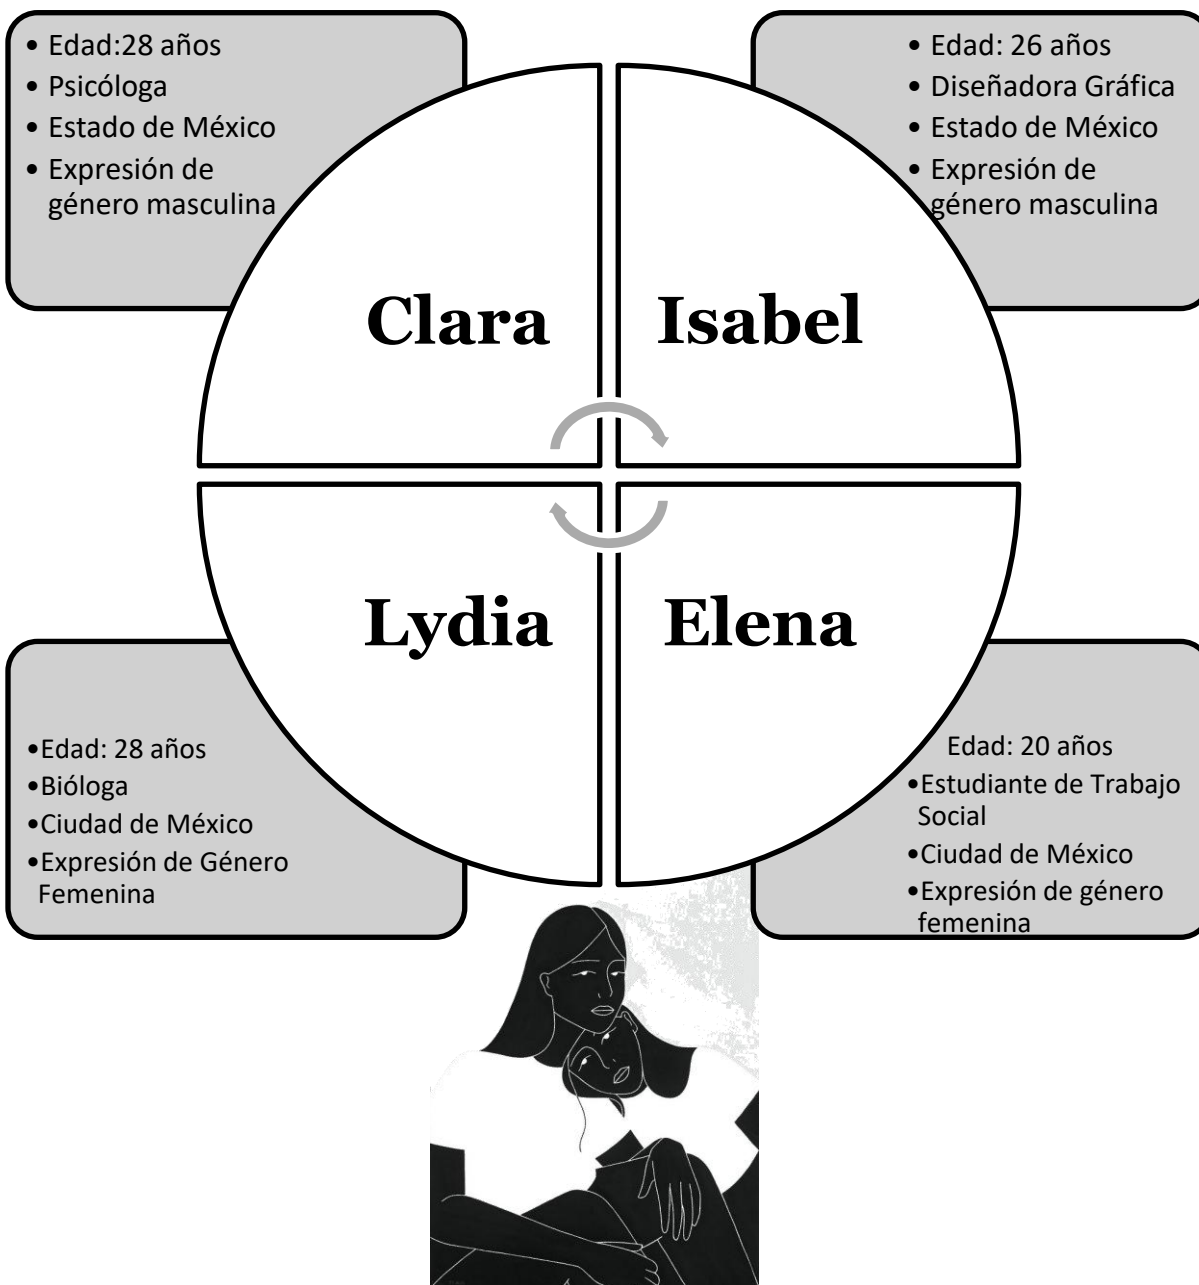 • Edad:28 años
• Psicóloga
• Estado de México
• Expresión de
género masculina
• Edad: 26 años
• Diseñadora Gráfica
• Estado de México
• Expresión de
género masculina
Clara
Isabel
Lydia
Elena
•Edad: 28 años
•Bióloga
•Ciudad de México
•Expresión de Género
Femenina
Edad: 20 años
•Estudiante de Trabajo
Social
•Ciudad de México
•Expresión de género
femenina